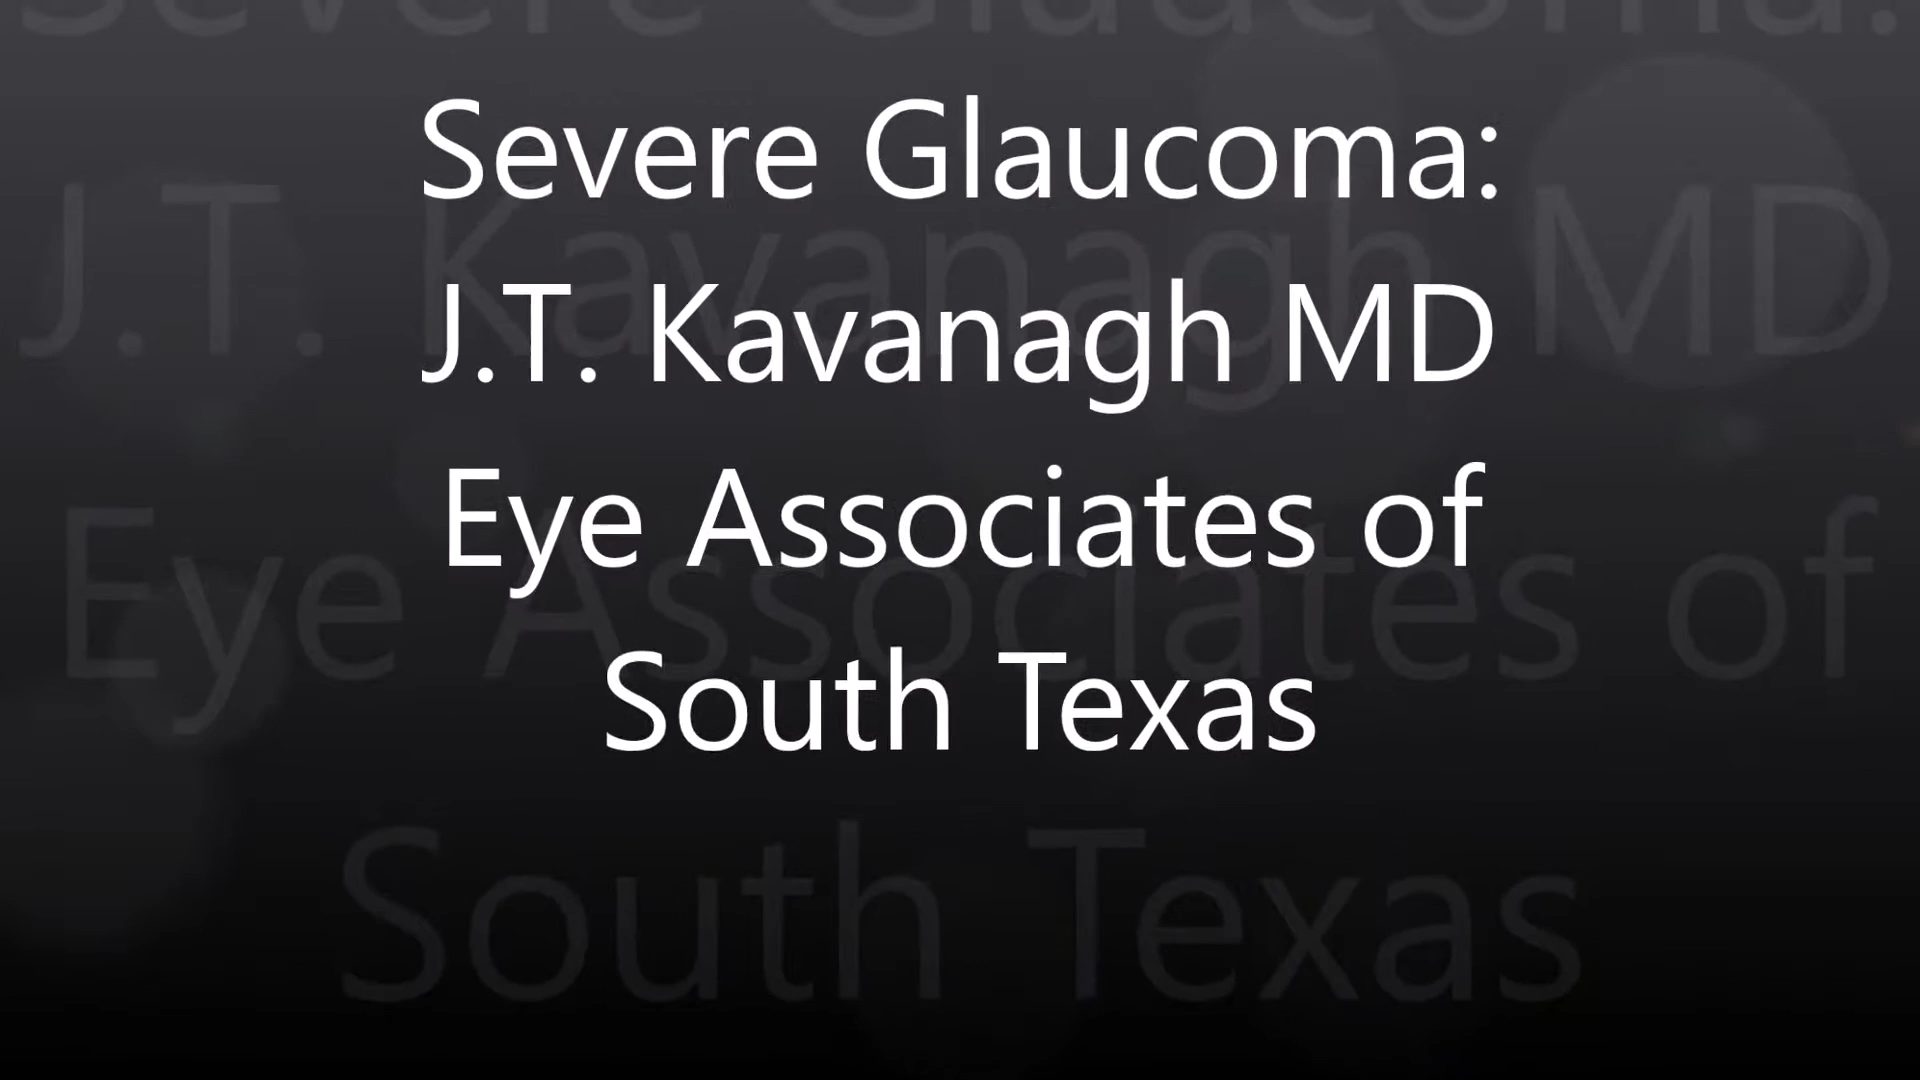 Severe Glaucoma:
J.T. Kavanagh MD
Eye Associates of
South Texas